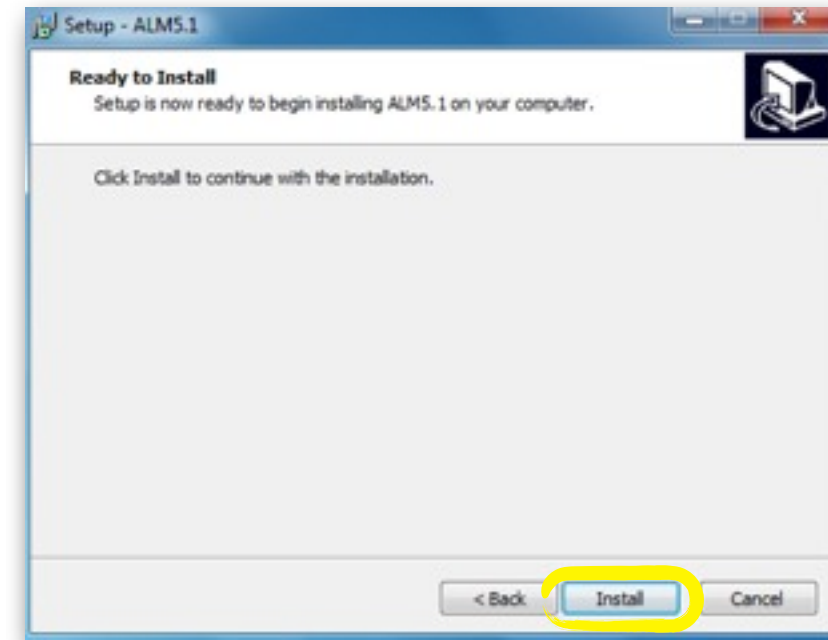 Setup - ALM5.1
Ready to Install
Setup is now ready to begin installing ALM5.1 on your computer.
Click Install to continue with the installation.
< Back
Install
Cancel